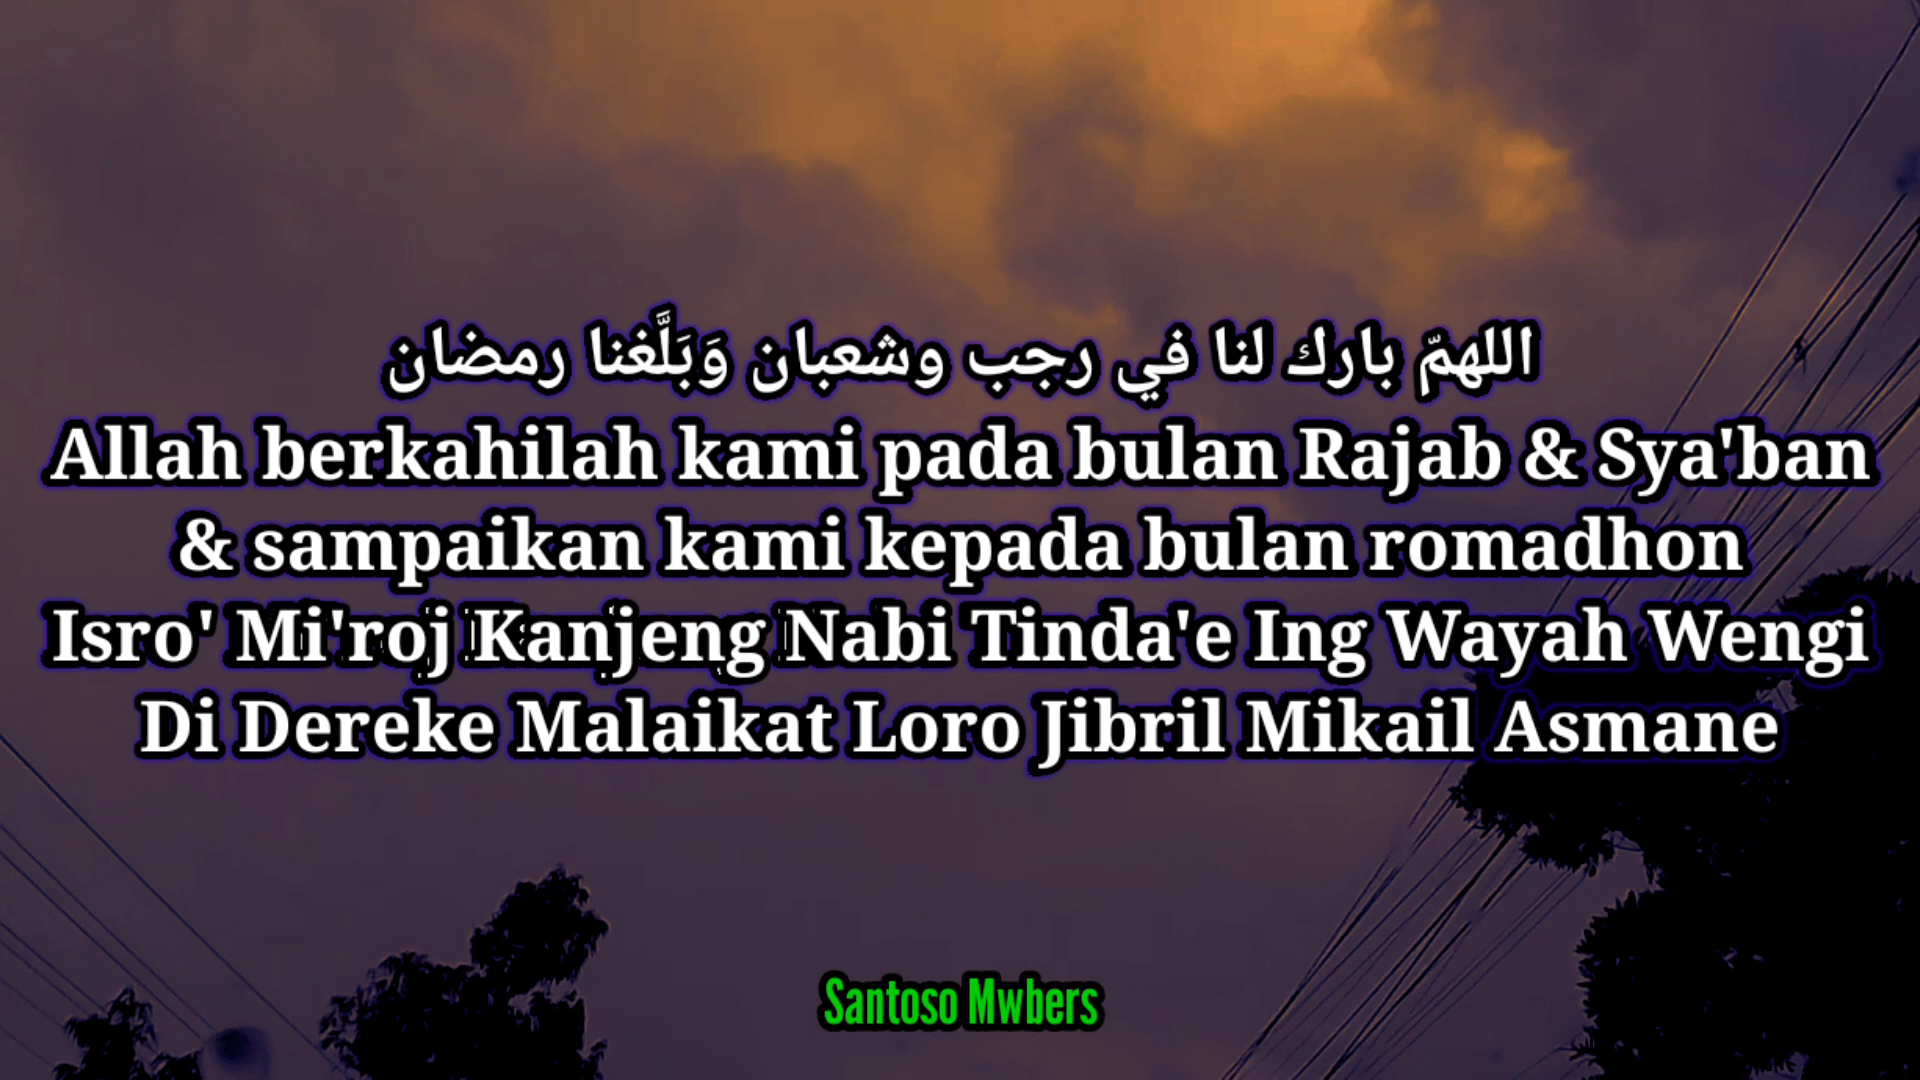 اللهمّ بارك لنا في رجب وشعبان وَبَلَّغنا رمضان
Allah berkahilah kami pada bulan Rajab & Sya'ban
& sampaikan kami kepada bulan romadhon
Isro' Mi'roj Kanjeng Nabi Tinda'e Ing Wayah Wengi
Di Dereke Malaikat Loro Jibril Mikail Asmane
Santoso Mwbers